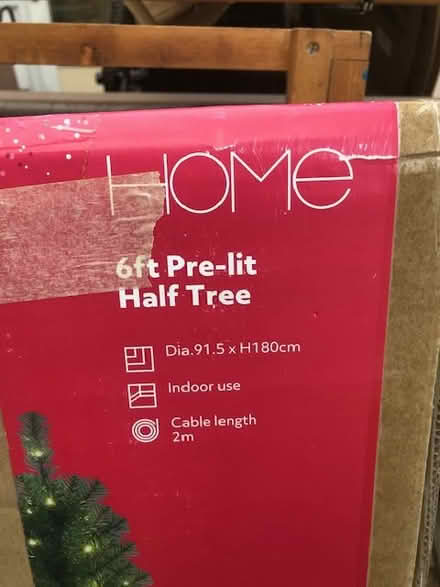 HOME
6ft Pre-lit
Half Tree
Dia.91.5 x H180cm
Indoor use
Cable length
2m